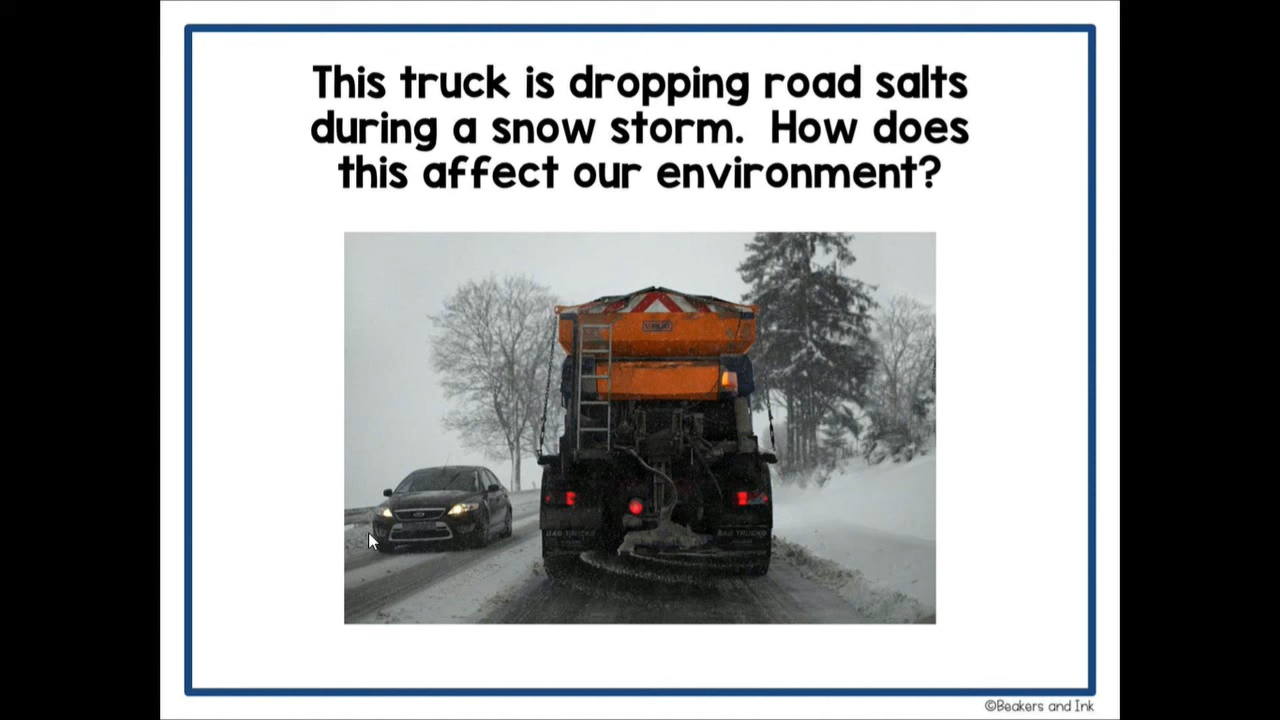 This truck is dropping road salts
during a snow storm. How does
this affect our environment?
©Beakers and Ink